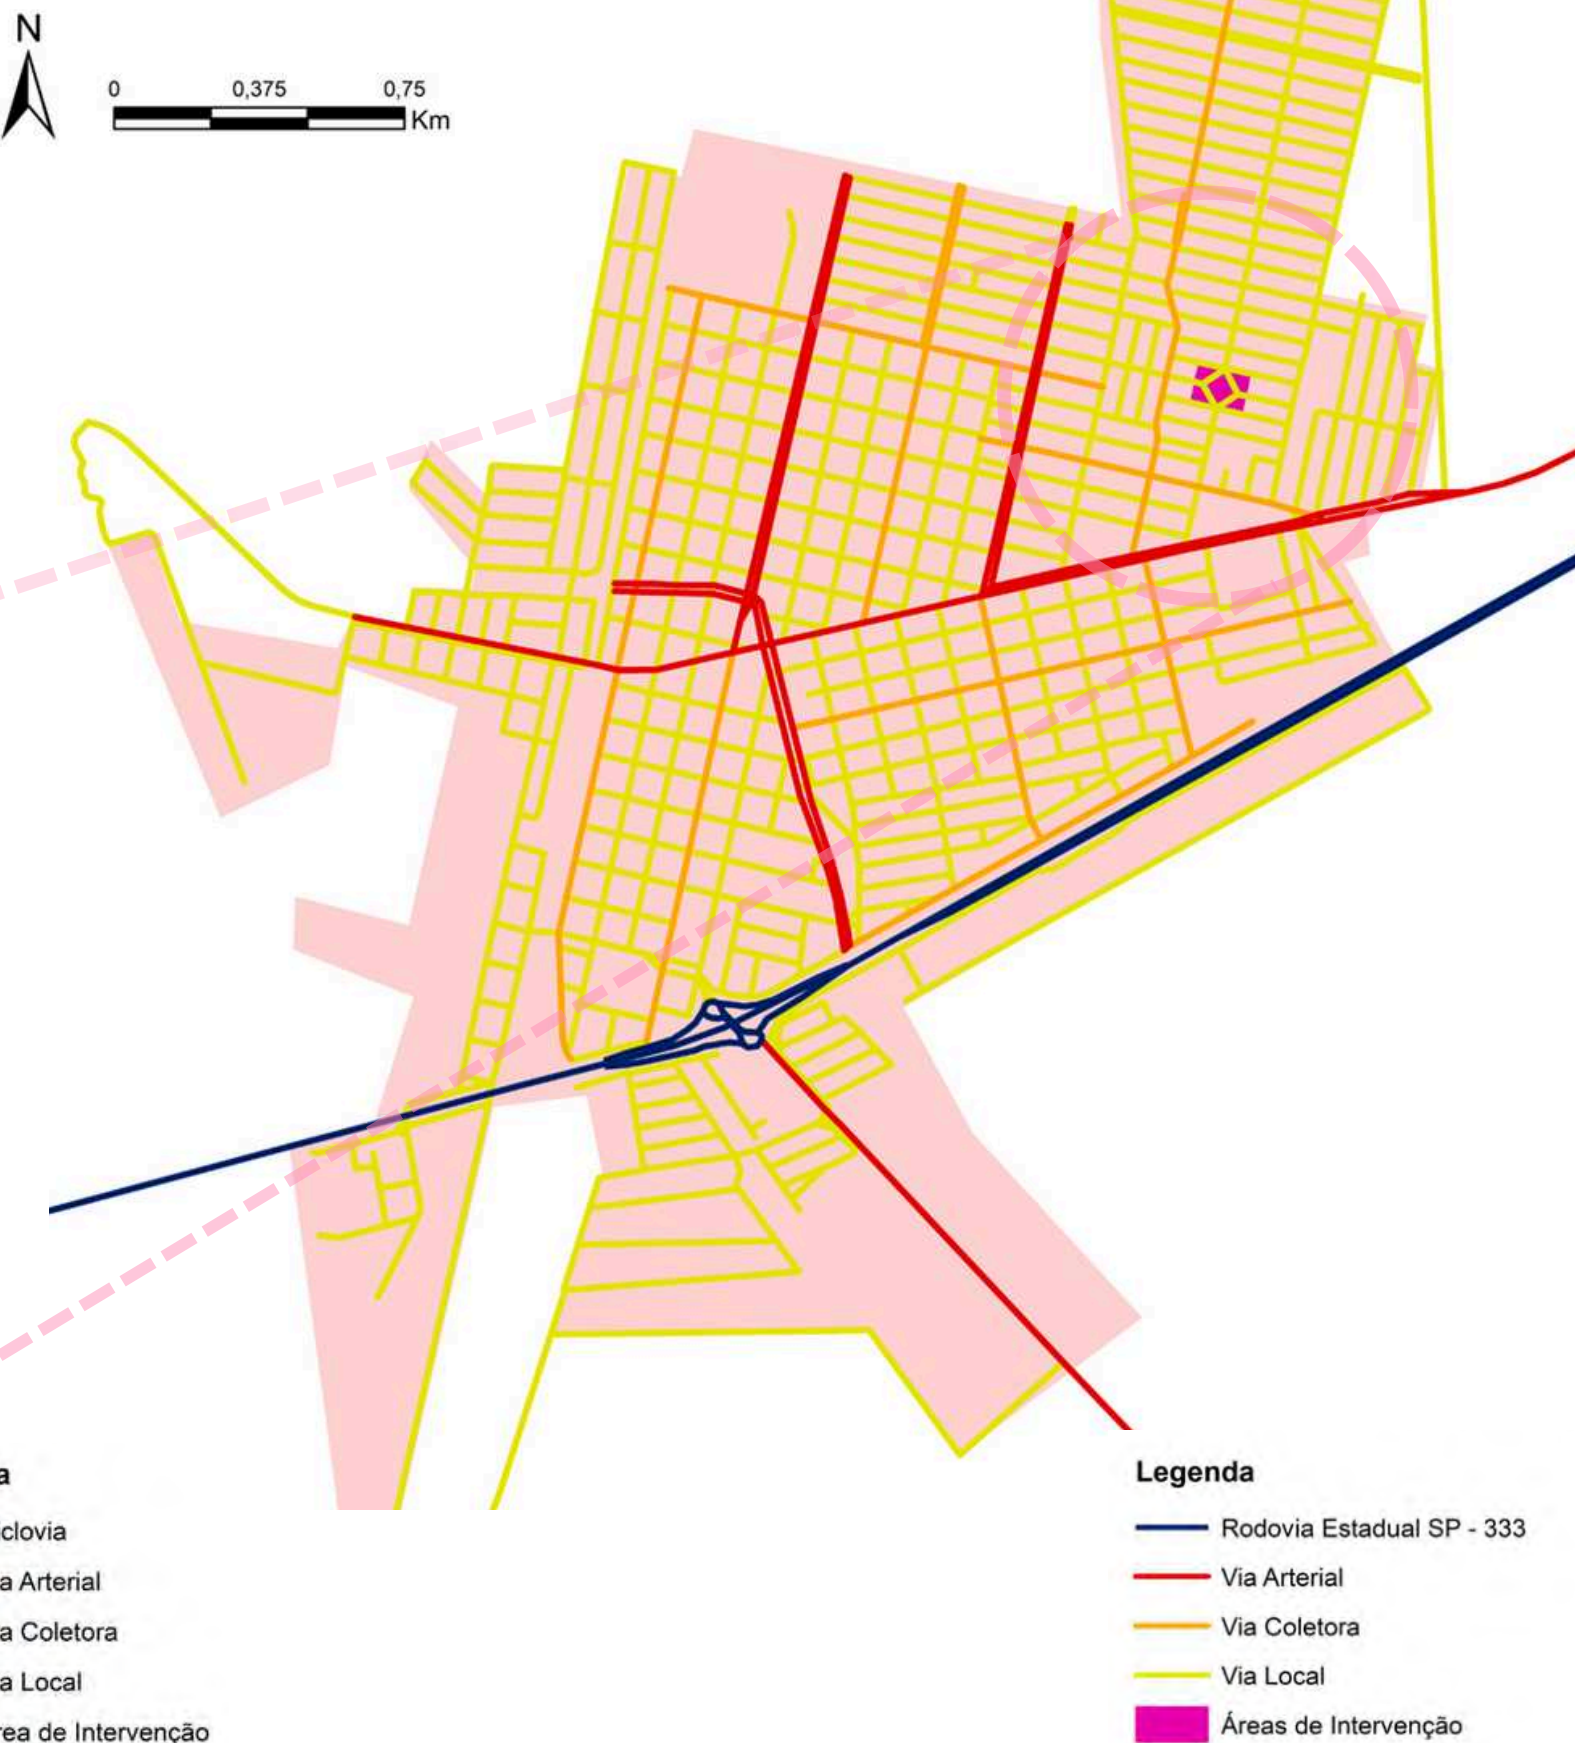 N
0 0,375 0,75
Km
a
clovia
a Arterial
a Coletora
a Local
rea de Intervenção
Legenda
Rodovia Estadual SP - 333
Via Arterial
Via Coletora
Via Local
Áreas de Intervenção